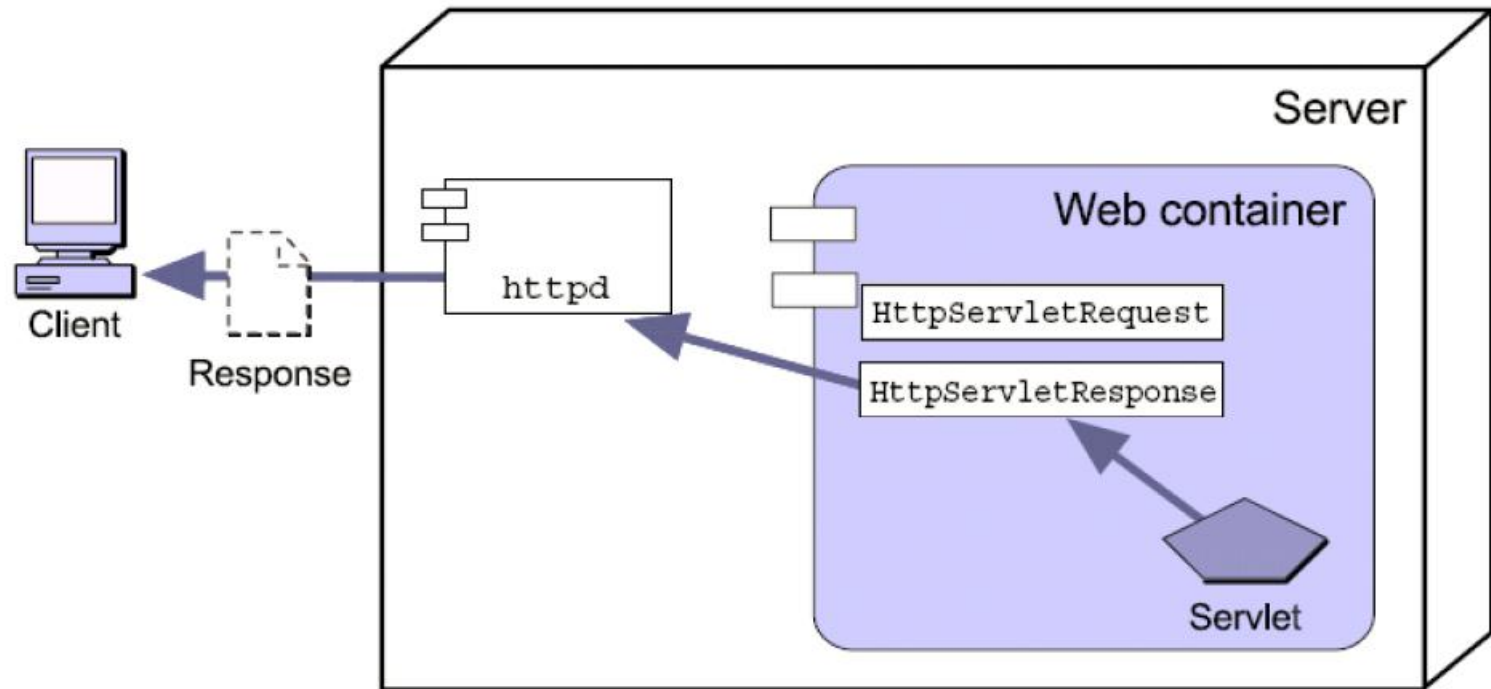 Server
Web container
httpd
HttpServletRequest
Client
Response
HttpServletResponse
Servlet